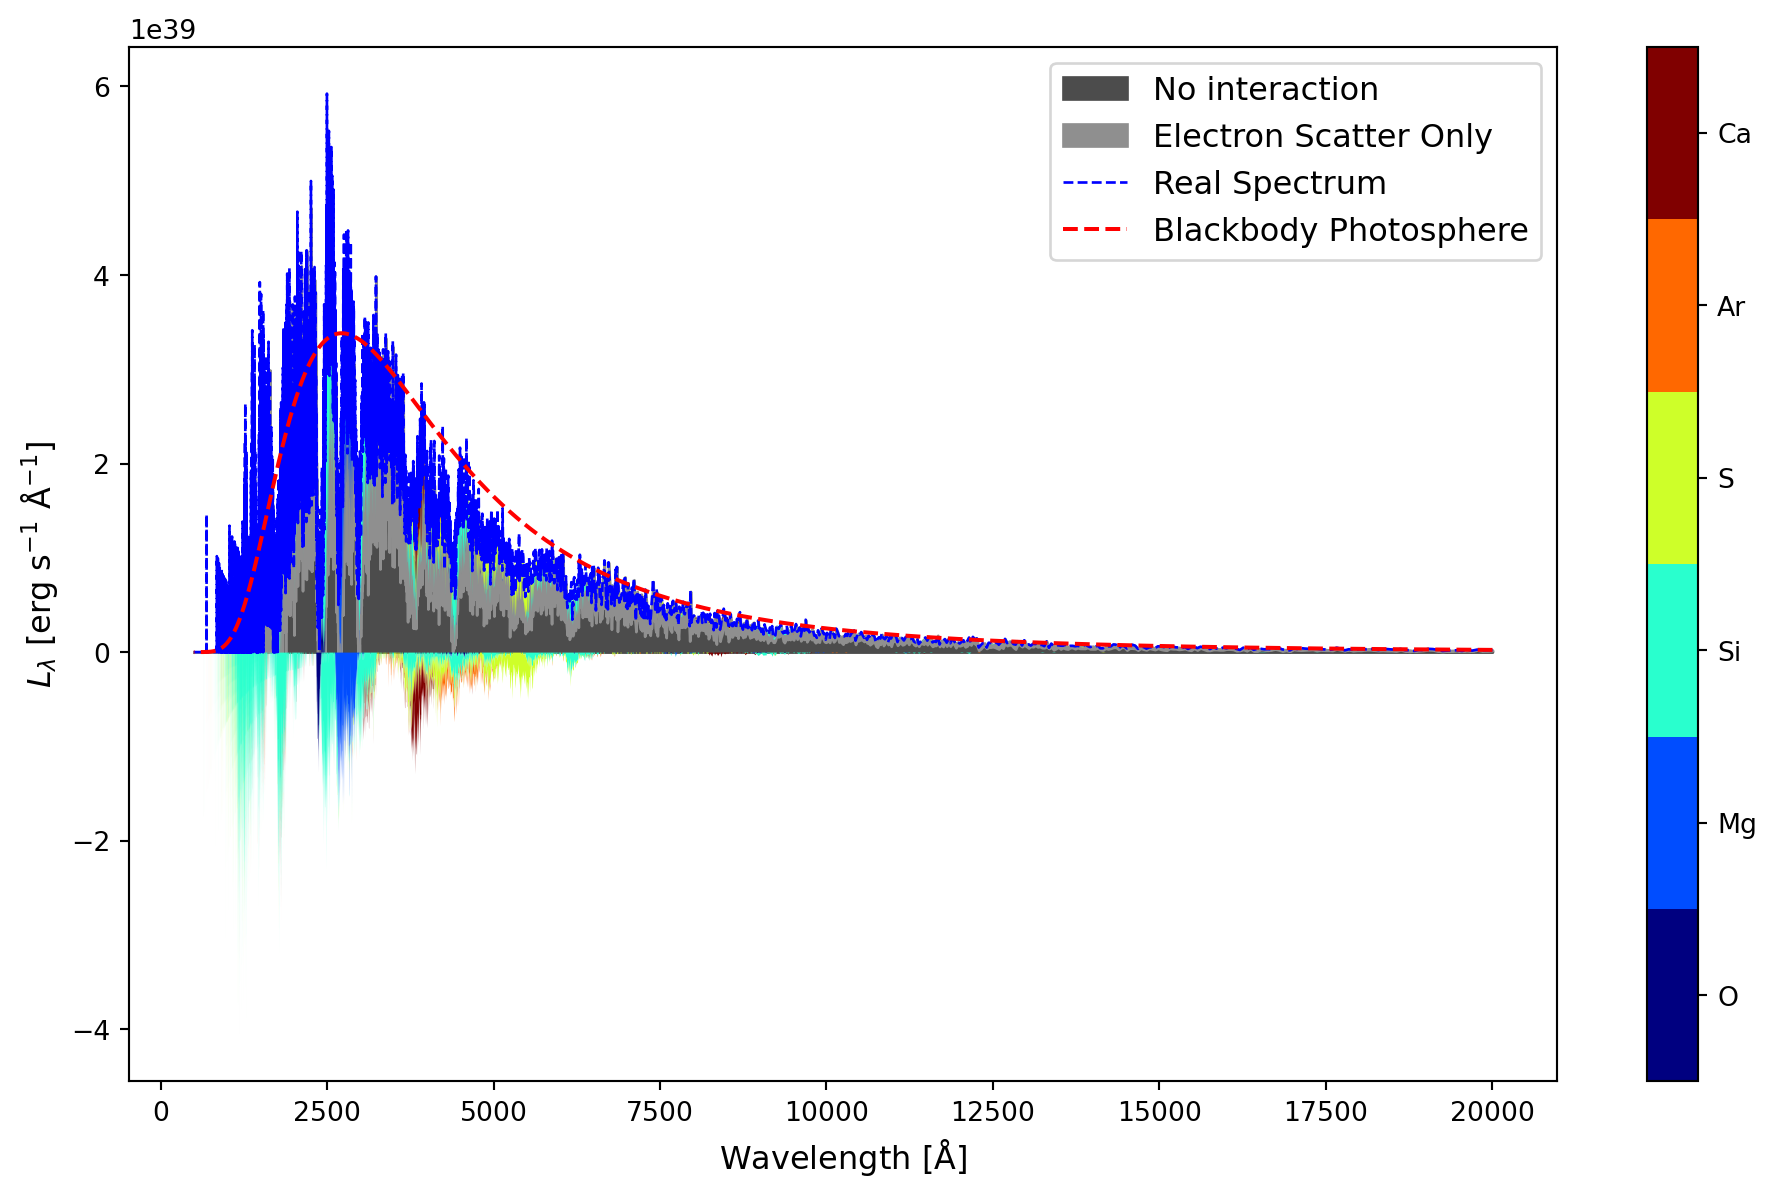 1e39
6
4
2
0
−2
−4
L_λ [erg s⁻¹ Å⁻¹]
No interaction
Electron Scatter Only
Real Spectrum
Blackbody Photosphere
0 2500 5000 7500 10000 12500 15000 17500 20000
Wavelength [Å]
Ca
Ar
S
Si
Mg
O